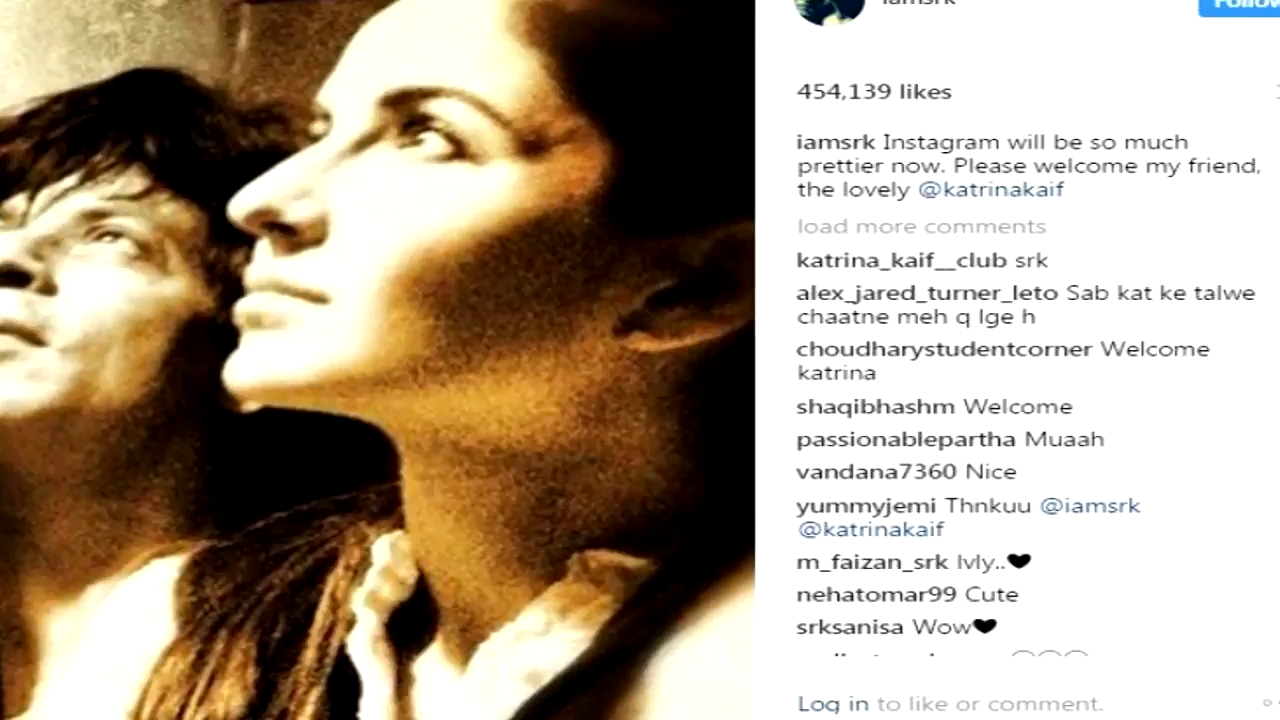 iamsrk
Follow
454,139 likes
iamsrk Instagram will be so much
prettier now. Please welcome my friend,
the lovely @katrinakaif
load more comments
katrina_kaif__club srk
alex_jared_turner_leto Sab kat ke talwe
chaatne meh q lge h
choudharystudentcorner Welcome
katrina
shaqibhashm Welcome
passionablepartha Muaah
vandana7360 Nice
yummyjemi Thnkuu @iamsrk
@katrinakaif
m_faizan_srk lvly..🖤
nehatomar99 Cute
srksanisa Wow🖤
Log in to like or comment.